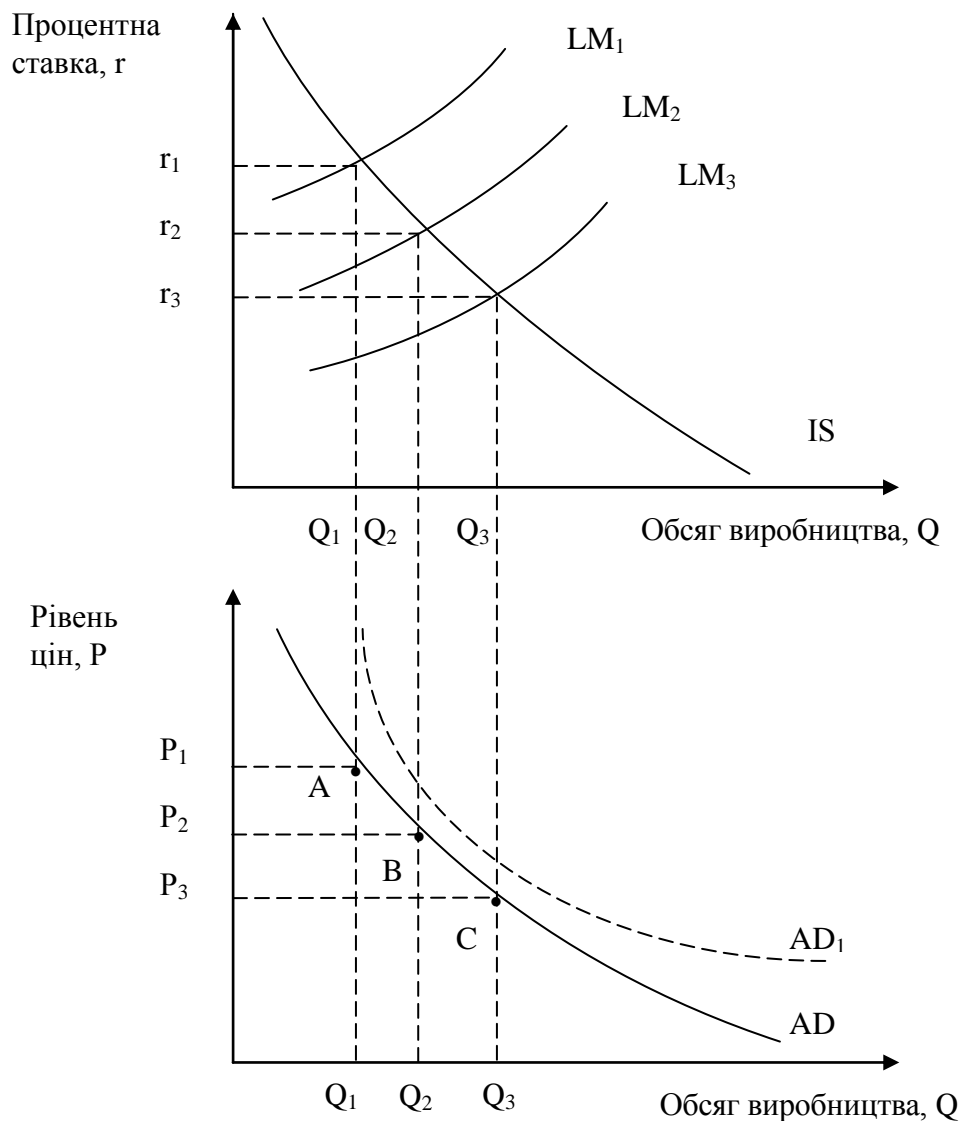 Процентна
ставка, r
LM₁
LM₂
LM₃
r₁
r₂
r₃
IS
Q₁ Q₂ Q₃
Обсяг виробництва, Q
Рівень
цін, P
P₁
A
P₂
B
P₃
C
AD₁
AD
Q₁ Q₂ Q₃
Обсяг виробництва, Q